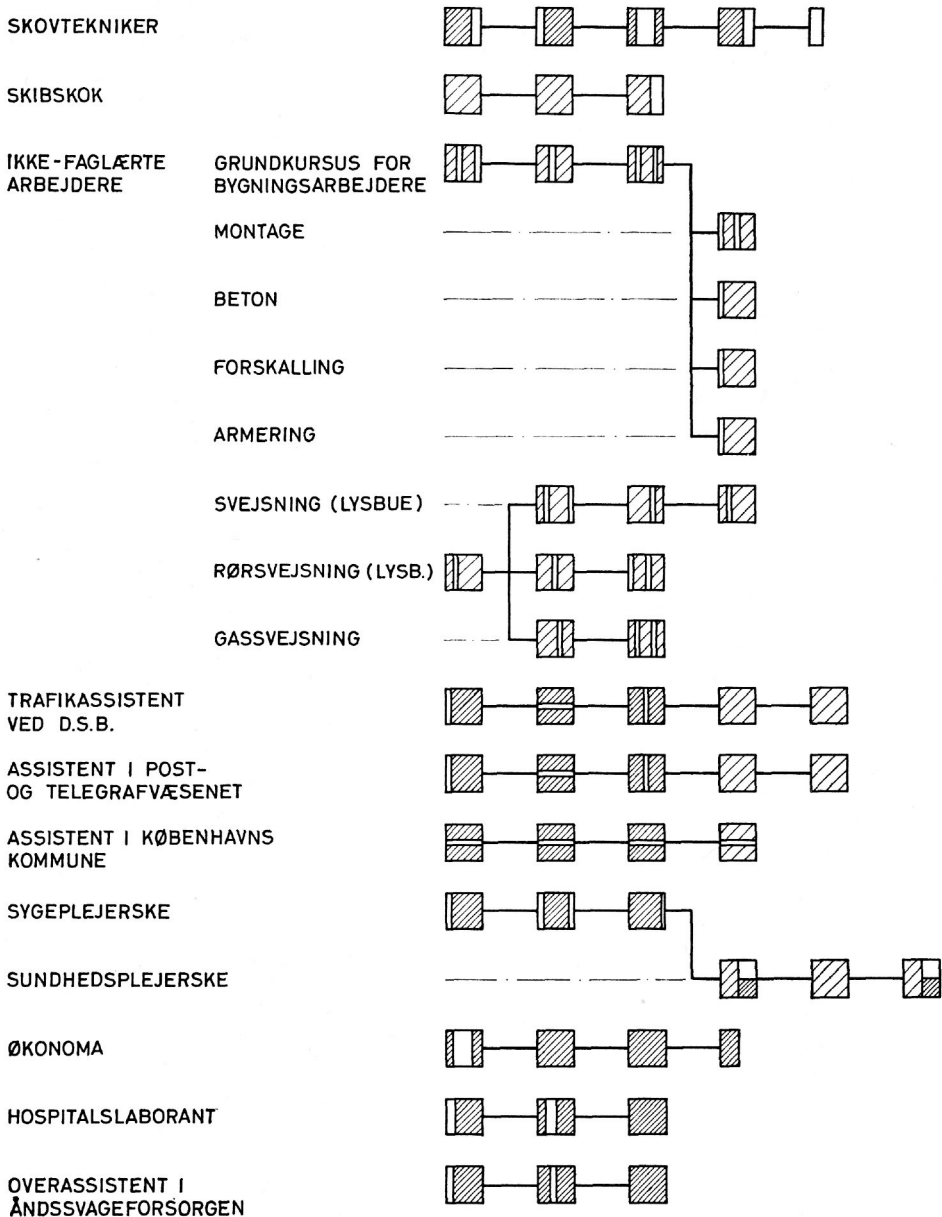 SKOVTEKNIKER
SKIBSKOK
IKKE-FAGLÆRTE
ARBEJDERE
GRUNDKURSUS FOR
BYGNINGSARBEJDERE
MONTAGE
BETON
FORSKALLING
ARMERING
SVEJSNING (LYSBUE)
RØRSVEJSNING (LYSB.)
GASSVEJSNING
TRAFIKASSISTENT
VED D.S.B.
ASSISTENT I POST-
OG TELEGRAFVÆSENET
ASSISTENT I KØBENHAVNS
KOMMUNE
SYGEPLEJERSKE
SUNDHEDSPLEJERSKE
ØKONOMA
HOSPITALSLABORANT
OVERASSISTENT I
ÅNDSSVAGEFORSORGEN